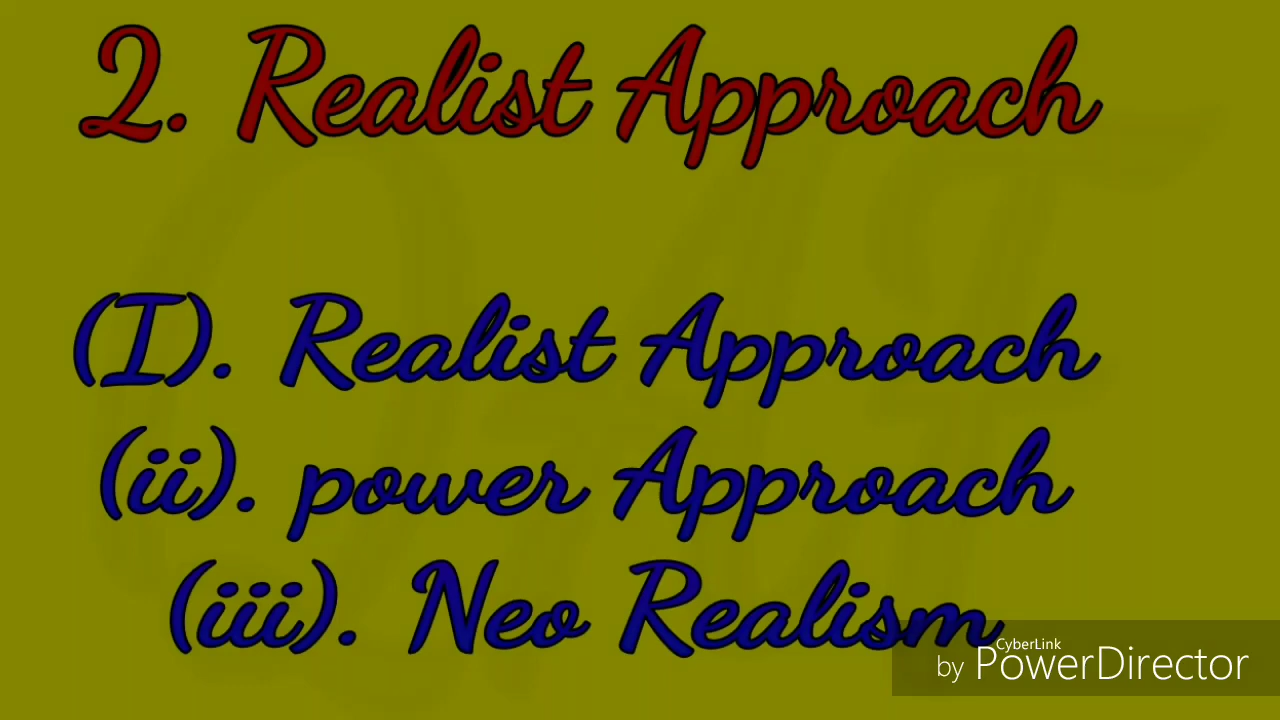 2. Realist Approach
(I). Realist Approach
(ii). power Approach
(iii). Neo Realism
CyberLink
by PowerDirector